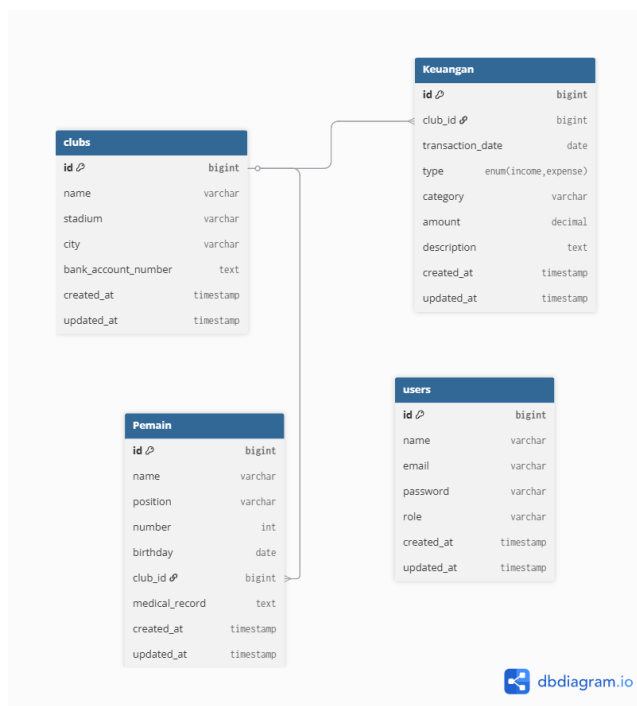 Keuangan
id bigint
club_id bigint
transaction_date date
type enum(income,expense)
category varchar
amount decimal
description text
created_at timestamp
updated_at timestamp
clubs
id bigint
name varchar
stadium varchar
city varchar
bank_account_number text
created_at timestamp
updated_at timestamp
users
id bigint
name varchar
email varchar
password varchar
role varchar
created_at timestamp
updated_at timestamp
Pemain
id bigint
name varchar
position varchar
number int
birthday date
club_id bigint
medical_record text
created_at timestamp
updated_at timestamp
dbdiagram.io